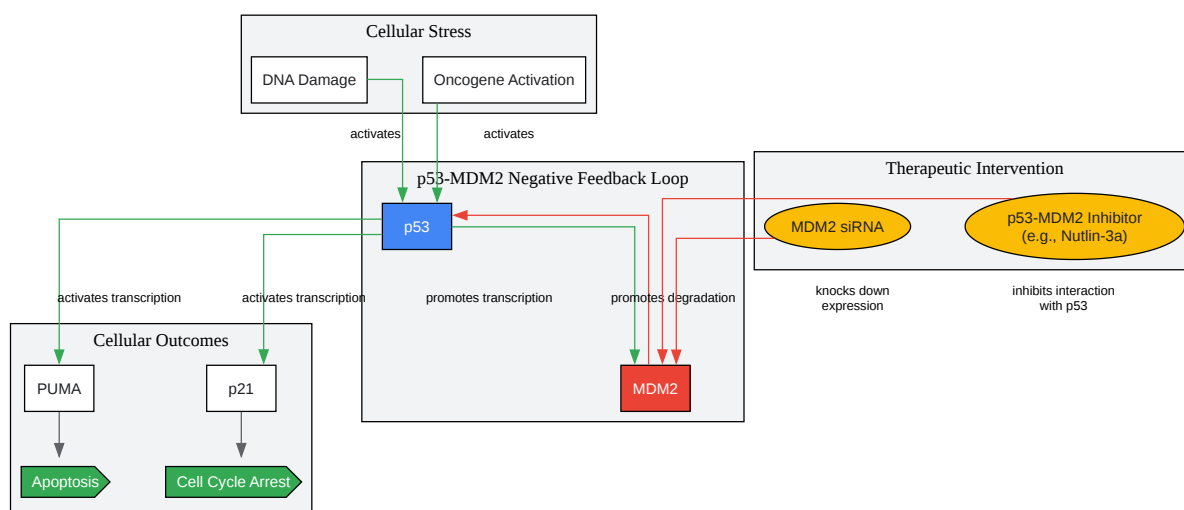 Cellular Stress
DNA Damage
Oncogene Activation
activates
activates
Therapeutic Intervention
p53-MDM2 Negative Feedback Loop
p53
MDM2 siRNA
p53-MDM2 Inhibitor
(e.g., Nutlin-3a)
activates transcription
activates transcription
promotes transcription
promotes degradation
knocks down
expression
inhibits interaction
with p53
Cellular Outcomes
PUMA
p21
MDM2
Apoptosis
Cell Cycle Arrest